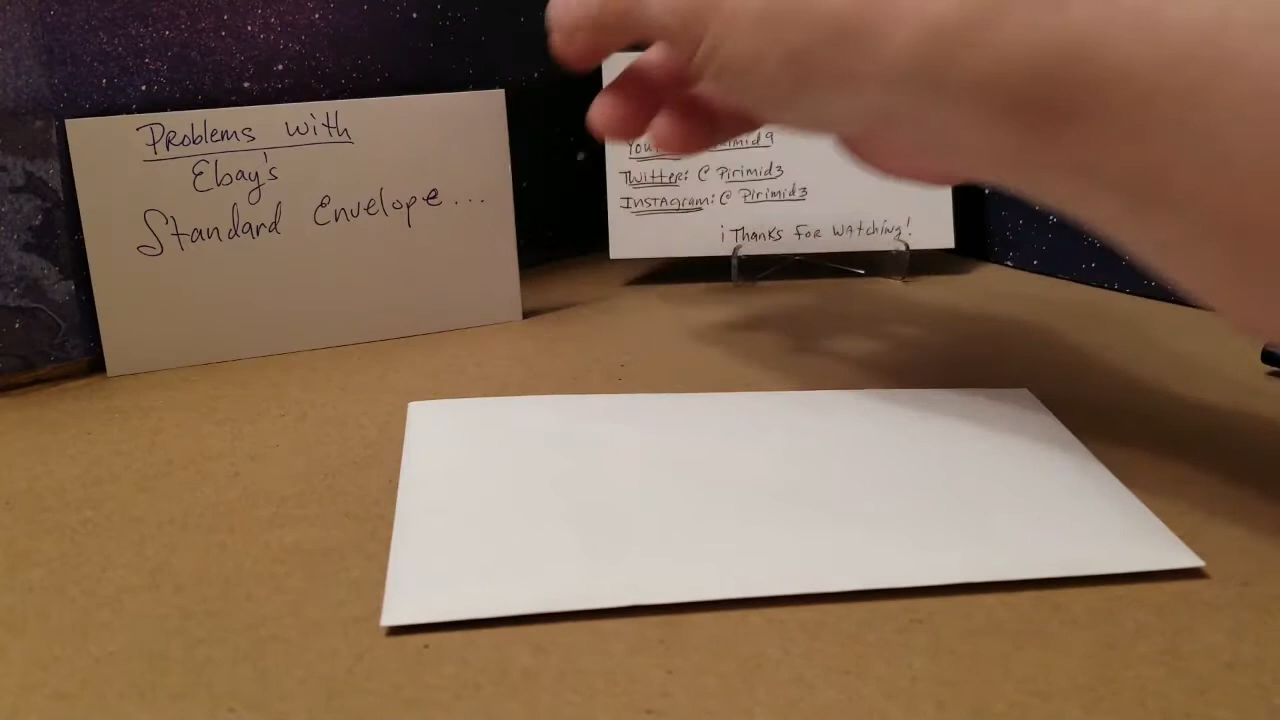 Problems with
Ebay's
Standard Envelope...
Twitter: @ Pirimid3
Instagram: @ Pirimid3
¡Thanks for watching!